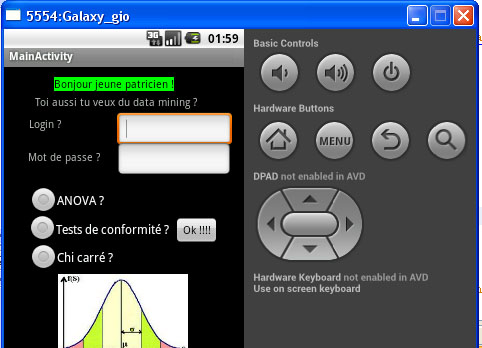 5554:Galaxy_gio
3G
01:59
MainActivity
Bonjour jeune patricien !
Toi aussi tu veux du data mining ?
Login ?
Mot de passe ?
ANOVA ?
Tests de conformité ?
Ok !!!!
Chi carré ?
f(S)
σ
μ
Basic Controls
Hardware Buttons
MENU
DPAD not enabled in AVD
Hardware Keyboard not enabled in AVD
Use on screen keyboard